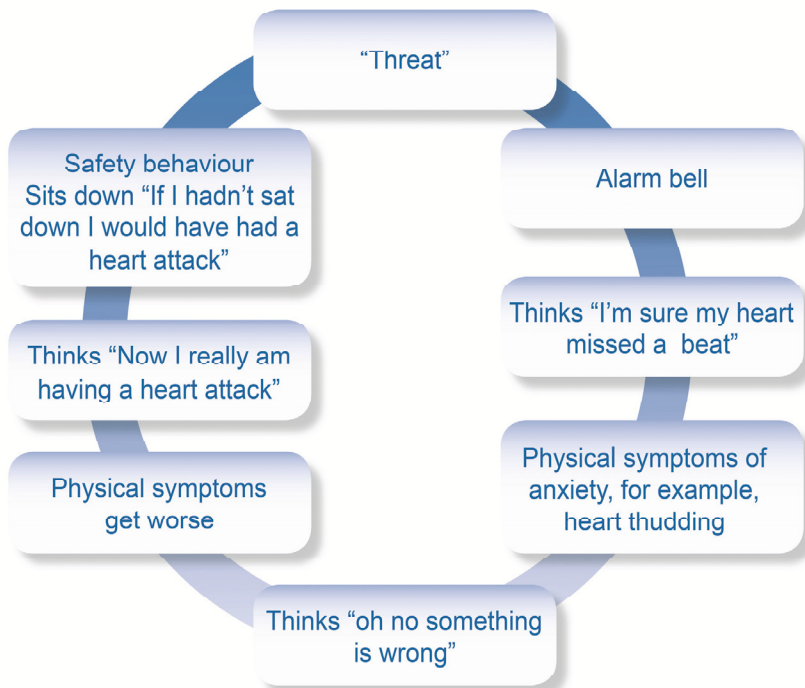 “Threat”
Alarm bell
Thinks “I’m sure my heart
missed a beat”
Physical symptoms of
anxiety, for example,
heart thudding
Thinks “oh no something
is wrong”
Physical symptoms
get worse
Thinks “Now I really am
having a heart attack”
Safety behaviour
Sits down “If I hadn’t sat
down I would have had a
heart attack”